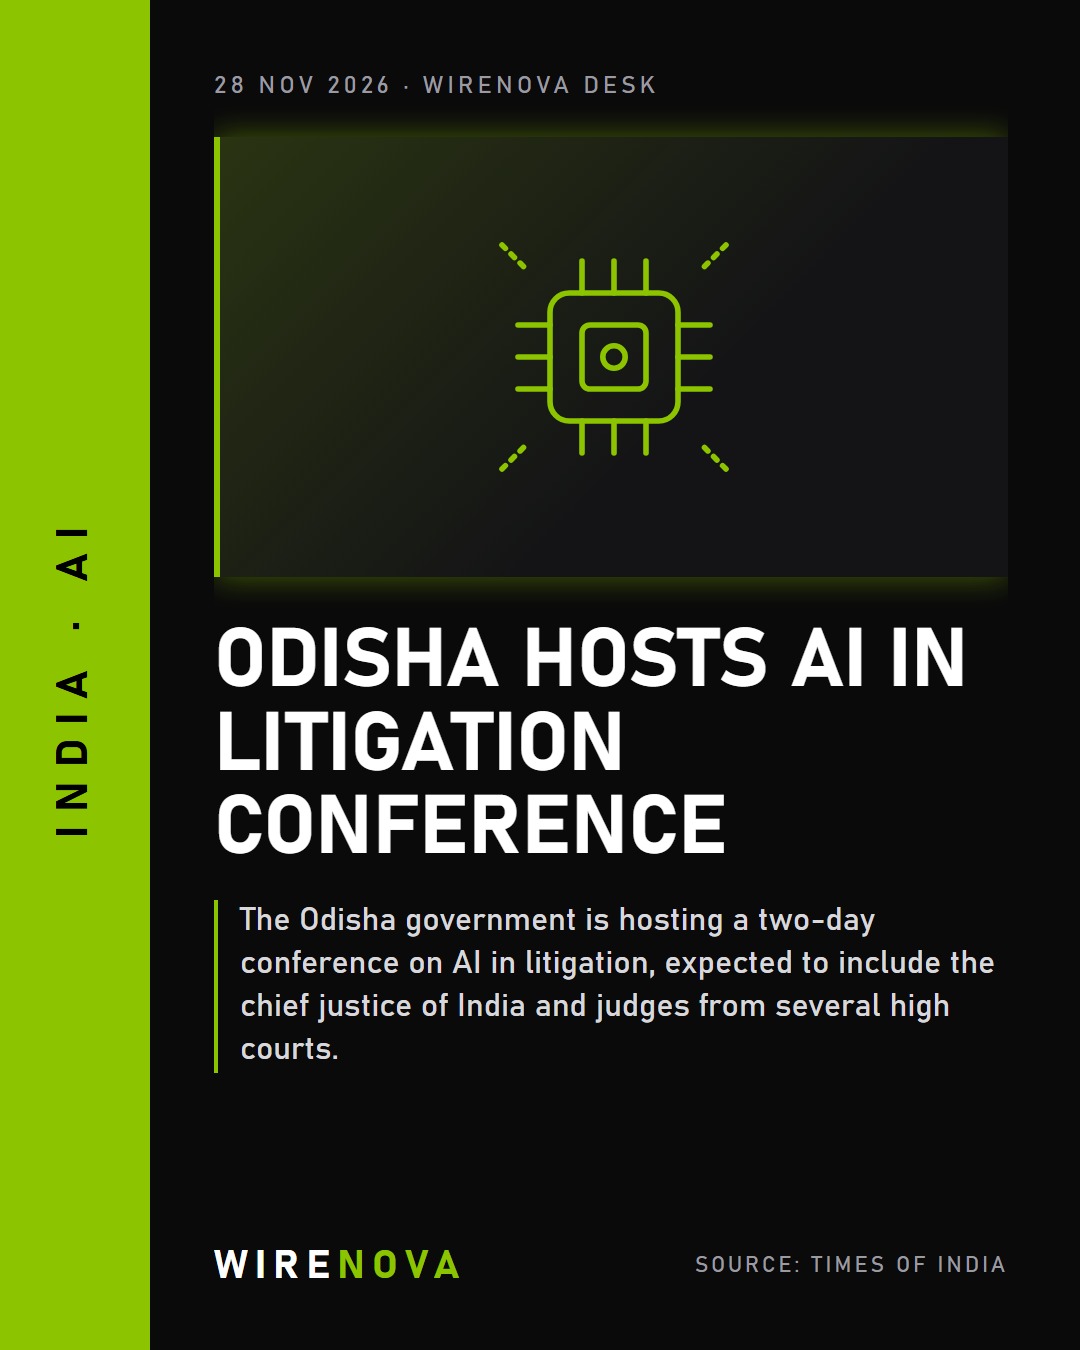 INDIA · AI
28 NOV 2026 · WIRENOVA DESK
ODISHA HOSTS AI IN
LITIGATION
CONFERENCE
The Odisha government is hosting a two-day
conference on AI in litigation, expected to include the
chief justice of India and judges from several high
courts.
WIRENOVA
SOURCE: TIMES OF INDIA